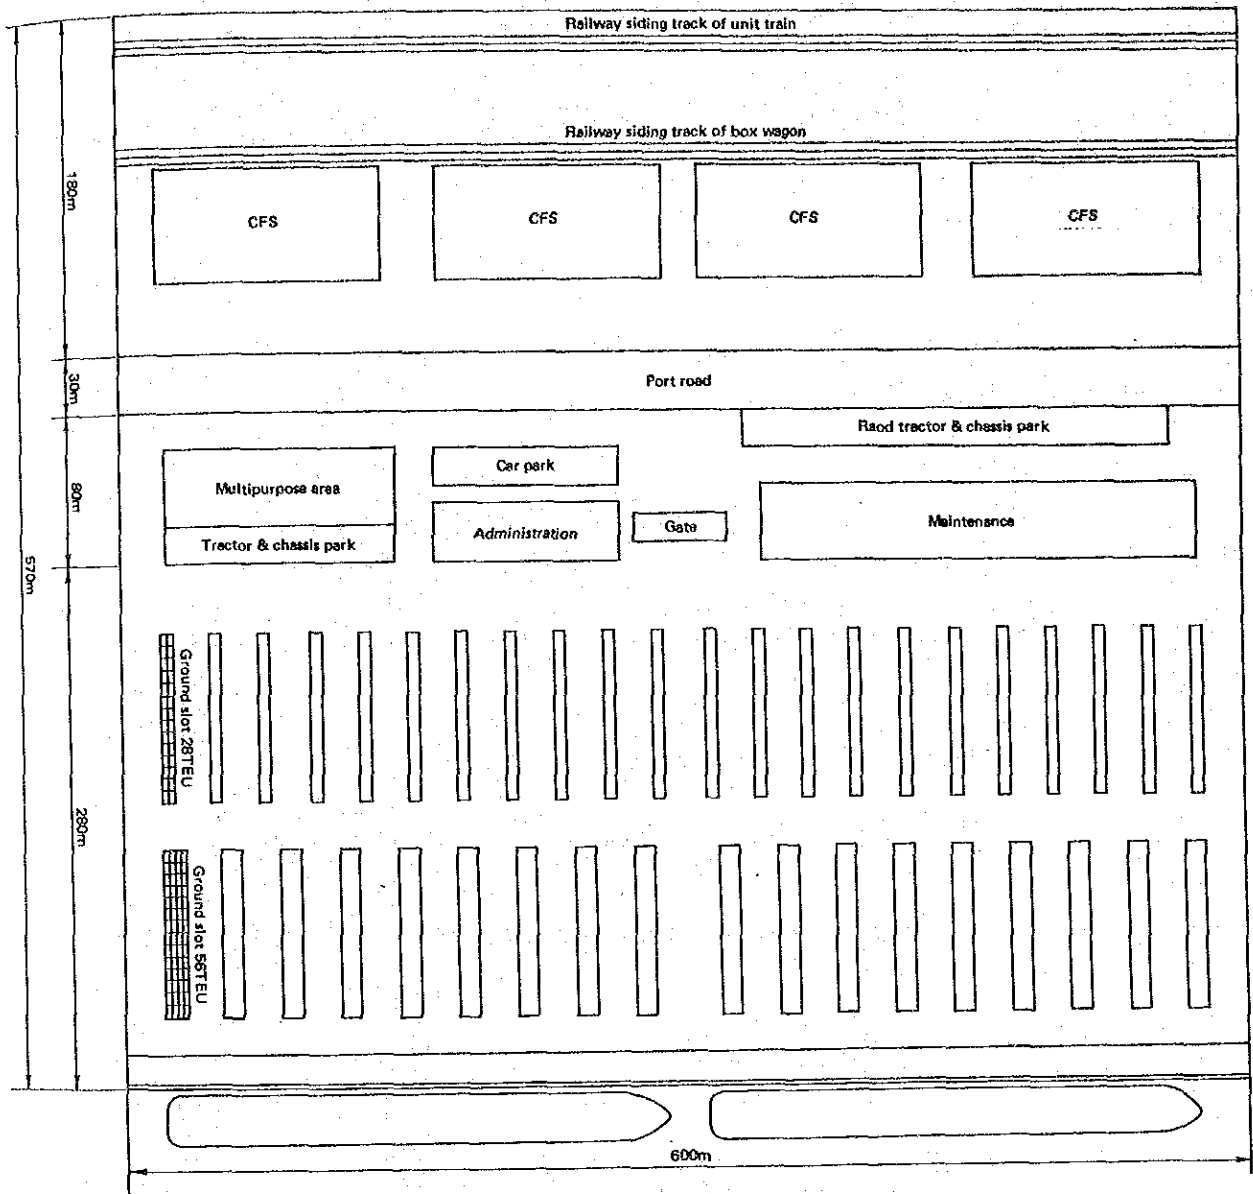 Railway siding track of unit train
Railway siding track of box wagon
CFS
CFS
CFS
CFS
180m
Port road
30m
Raod tractor & chassis park
Car park
Multipurpose area
80m
Maintenance
Gate
Administration
Tractor & chassis park
570m
Ground slot 28TEU
280m
Ground slot 56TEU
600m